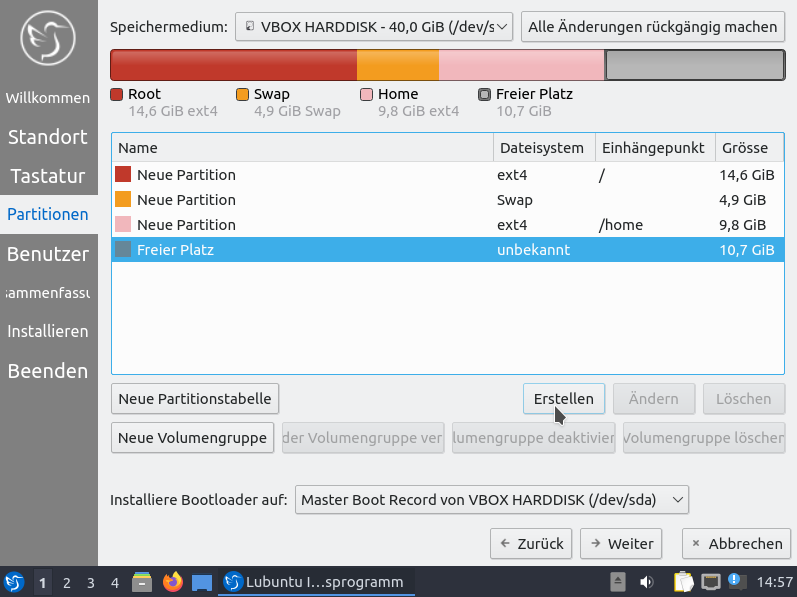 Speichermedium: VBOX HARDDISK - 40,0 GiB (/dev/s Alle Änderungen rückgängig machen
Root Swap Home Freier Platz
14,6 GiB ext4 4,9 GiB Swap 9,8 GiB ext4 10,7 GiB
Willkommen
Standort
Tastatur
Partitionen
Benutzer
sammenfassu
Installieren
Beenden
Name Dateisystem Einhängepunkt Grösse
Neue Partition ext4 / 14,6 GiB
Neue Partition Swap 4,9 GiB
Neue Partition ext4 /home 9,8 GiB
Freier Platz unbekannt 10,7 GiB
Neue Partitionstabelle Erstellen Ändern Löschen
Neue Volumengruppe der Volumengruppe ver lumengruppe deaktivier Volumengruppe löschen
Installiere Bootloader auf: Master Boot Record von VBOX HARDDISK (/dev/sda)
Zurück Weiter Abbrechen
1 2 3 4 Lubuntu I...sprogramm 14:57